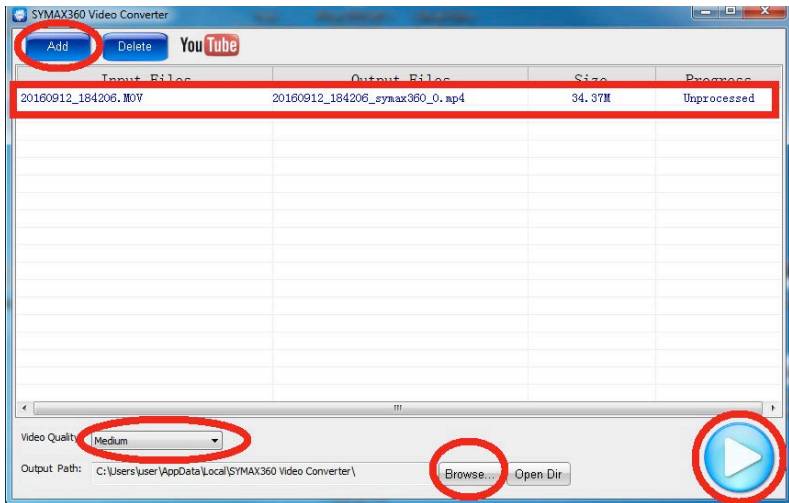 SYMAX360 Video Converter
Add Delete YouTube
Input Files Output Files Size Progress
20160912_184206.MOV 20160912_184206_symax360_0.mp4 34.37M Unprocessed
Video Quality Medium
Output Path: C:\Users\user\AppData\Local\SYMAX360 Video Converter\ Browse... Open Dir